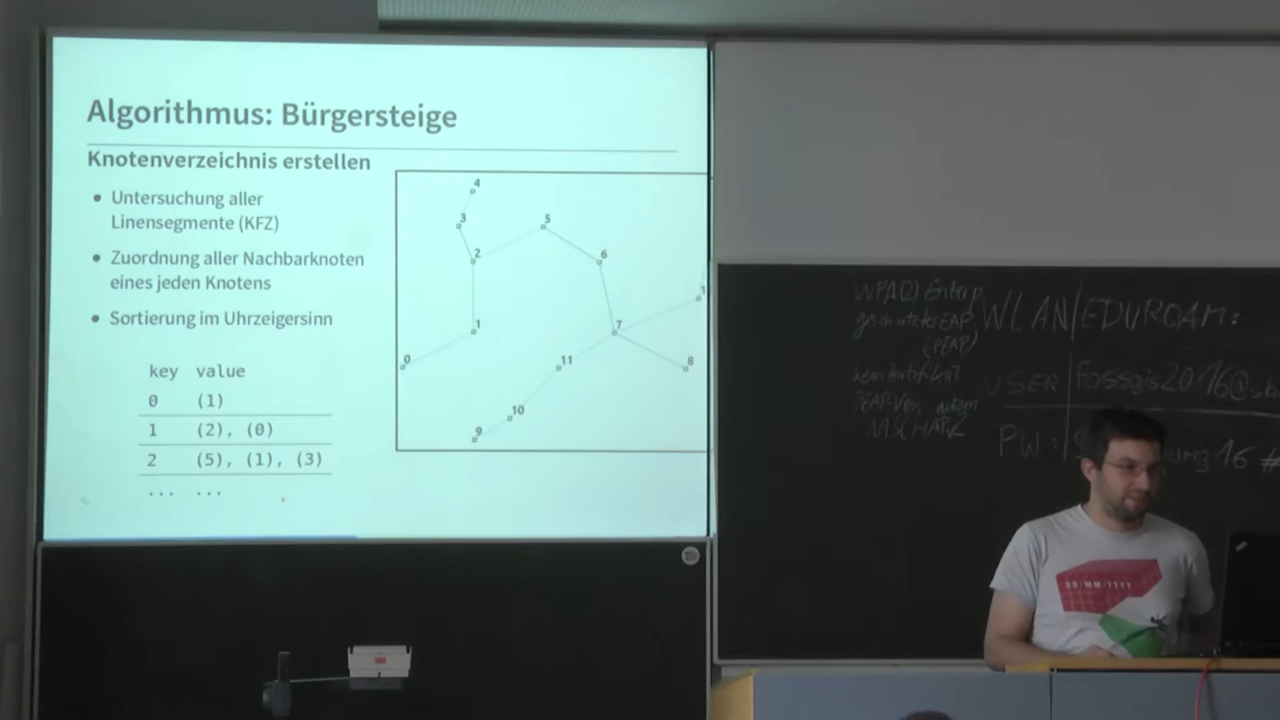 Algorithmus: Bürgersteige
Knotenverzeichnis erstellen
• Untersuchung aller
Linensegmente (KFZ)
• Zuordnung aller Nachbarknoten
eines jeden Knotens
• Sortierung im Uhrzeigersinn
key value
0 (1)
1 (2), (0)
2 (5), (1), (3)
... ...
4
3
5
2
6
1
1
7
0
11
8
10
9
WLAN/EDUROAM:
(PEAP)
USER
PW: